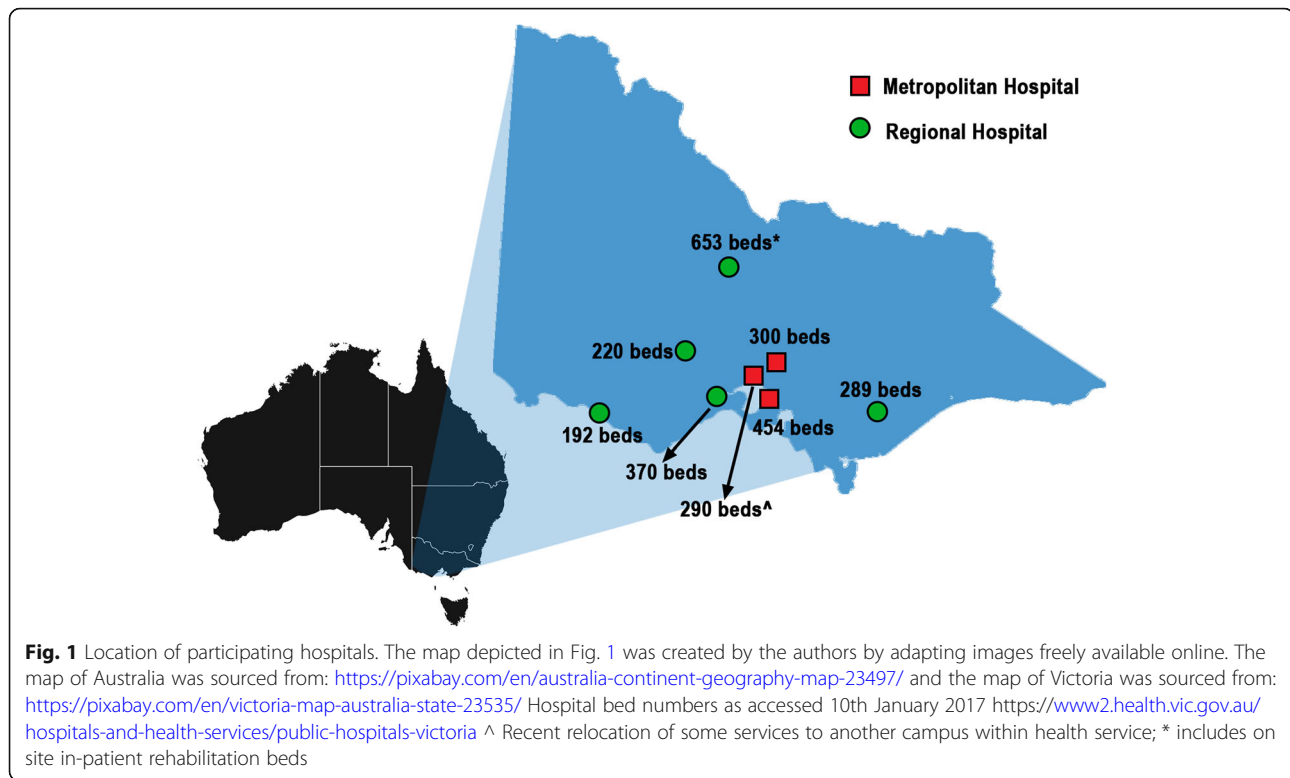 Metropolitan Hospital
Regional Hospital
653 beds*
300 beds
220 beds
289 beds
192 beds
454 beds
370 beds
290 beds^
Fig. 1 Location of participating hospitals. The map depicted in Fig. 1 was created by the authors by adapting images freely available online. The
map of Australia was sourced from: https://pixabay.com/en/australia-continent-geography-map-23497/ and the map of Victoria was sourced from:
https://pixabay.com/en/victoria-map-australia-state-23535/ Hospital bed numbers as accessed 10th January 2017 https://www2.health.vic.gov.au/
hospitals-and-health-services/public-hospitals-victoria ^ Recent relocation of some services to another campus within health service; * includes on
site in-patient rehabilitation beds